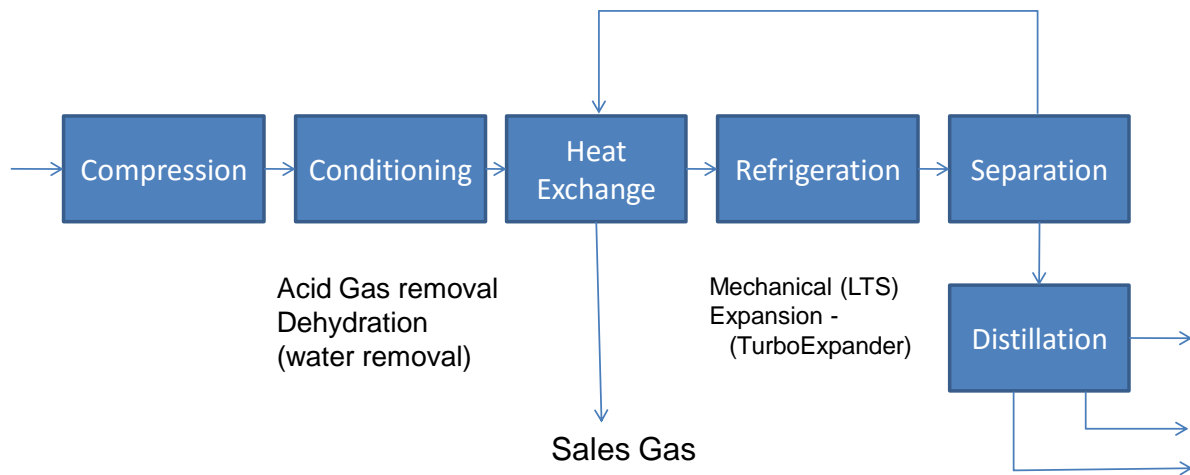 Compression
Conditioning
Heat
Exchange
Refrigeration
Separation
Acid Gas removal
Dehydration
(water removal)
Mechanical (LTS)
Expansion -
(TurboExpander)
Distillation
Sales Gas